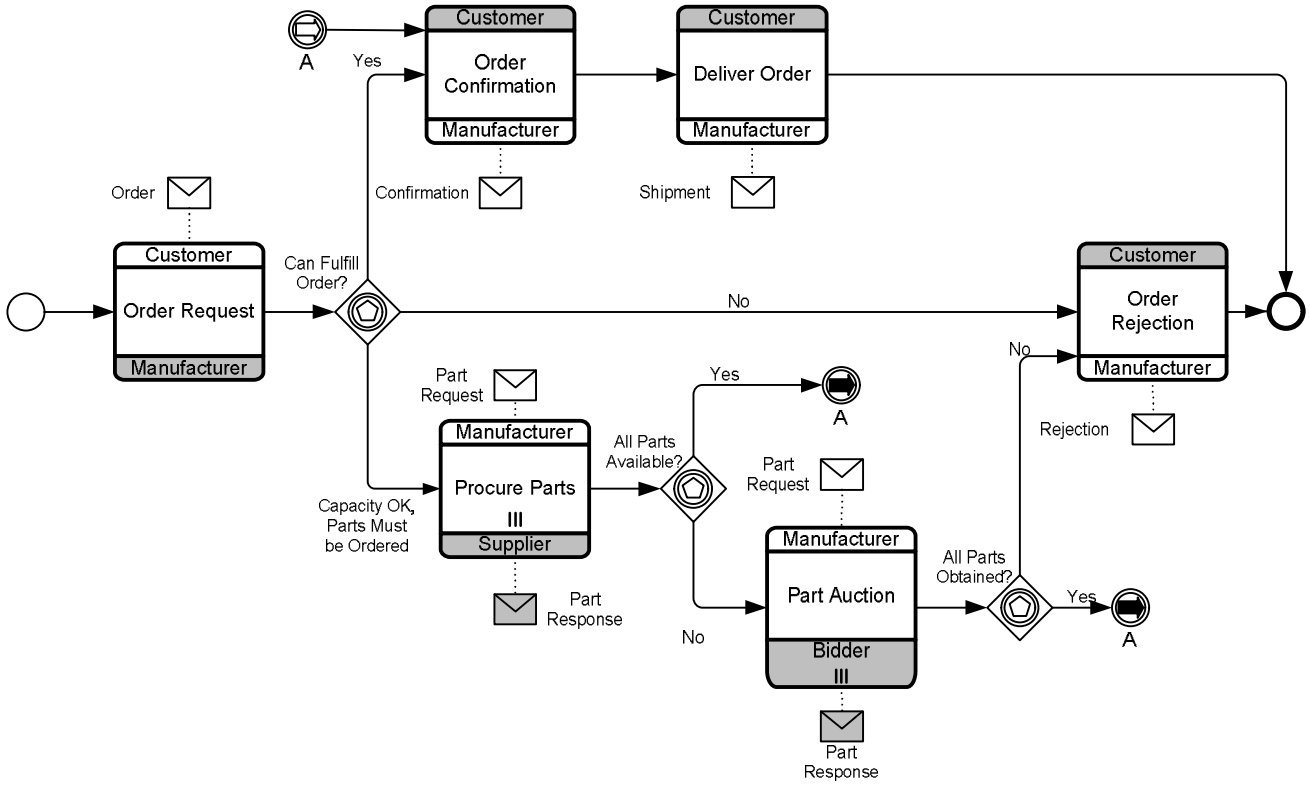 Customer
Order
Confirmation
Manufacturer
Customer
Deliver Order
Manufacturer
A
Yes
Order
Confirmation
Shipment
Customer
Order Request
Manufacturer
Can Fulfill
Order?
No
Customer
Order
Rejection
Manufacturer
No
Rejection
Part
Request
Manufacturer
Procure Parts
Supplier
Capacity OK,
Parts Must
be Ordered
Part
Response
All Parts
Available?
Yes
A
No
Part
Request
Manufacturer
Part Auction
Bidder
Part
Response
All Parts
Obtained?
Yes
A